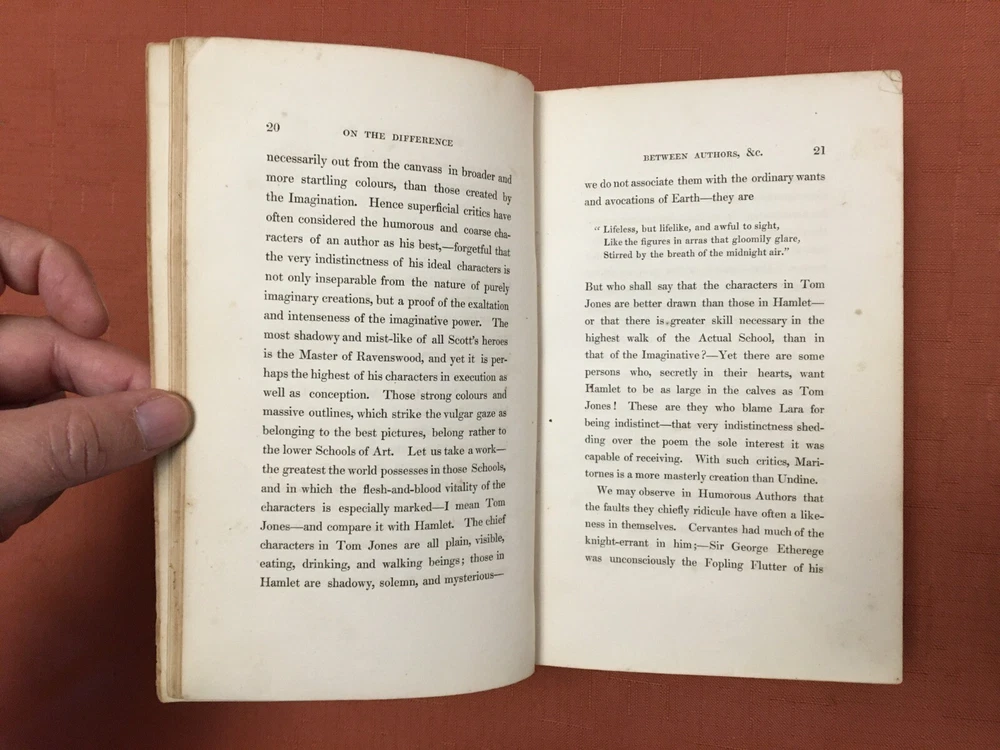 20
ON THE DIFFERENCE
necessarily out from the canvass in broader and
more startling colours, than those created by
the Imagination. Hence superficial critics have
often considered the humorous and coarse cha-
racters of an author as his best,—forgetful that
the very indistinctness of his ideal characters is
not only inseparable from the nature of purely
imaginary creations, but a proof of the exaltation
and intenseness of the imaginative power. The
most shadowy and mist-like of all Scott's heroes
is the Master of Ravenswood, and yet it is per-
haps the highest of his characters in execution as
well as conception. Those strong colours and
massive outlines, which strike the vulgar gaze as
belonging to the best pictures, belong rather to
the lower Schools of Art. Let us take a work—
the greatest the world possesses in those Schools,
and in which the flesh-and-blood vitality of the
characters is especially marked—I mean Tom
Jones—and compare it with Hamlet. The chief
characters in Tom Jones are all plain, visible,
eating, drinking, and walking beings; those in
Hamlet are shadowy, solemn, and mysterious—
BETWEEN AUTHORS, &c.
21
we do not associate them with the ordinary wants
and avocations of Earth—they are
“ Lifeless, but lifelike, and awful to sight,
Like the figures in arras that gloomily glare,
Stirred by the breath of the midnight air.”
But who shall say that the characters in Tom
Jones are better drawn than those in Hamlet—
or that there is greater skill necessary in the
highest walk of the Actual School, than in
that of the Imaginative?—Yet there are some
persons who, secretly in their hearts, want
Hamlet to be as large in the calves as Tom
Jones! These are they who blame Lara for
being indistinct—that very indistinctness shed-
ding over the poem the sole interest it was
capable of receiving. With such critics, Mari-
tornes is a more masterly creation than Undine.
We may observe in Humorous Authors that
the faults they chiefly ridicule have often a like-
ness in themselves. Cervantes had much of the
knight-errant in him;—Sir George Etherege
was unconsciously the Fopling Flutter of his